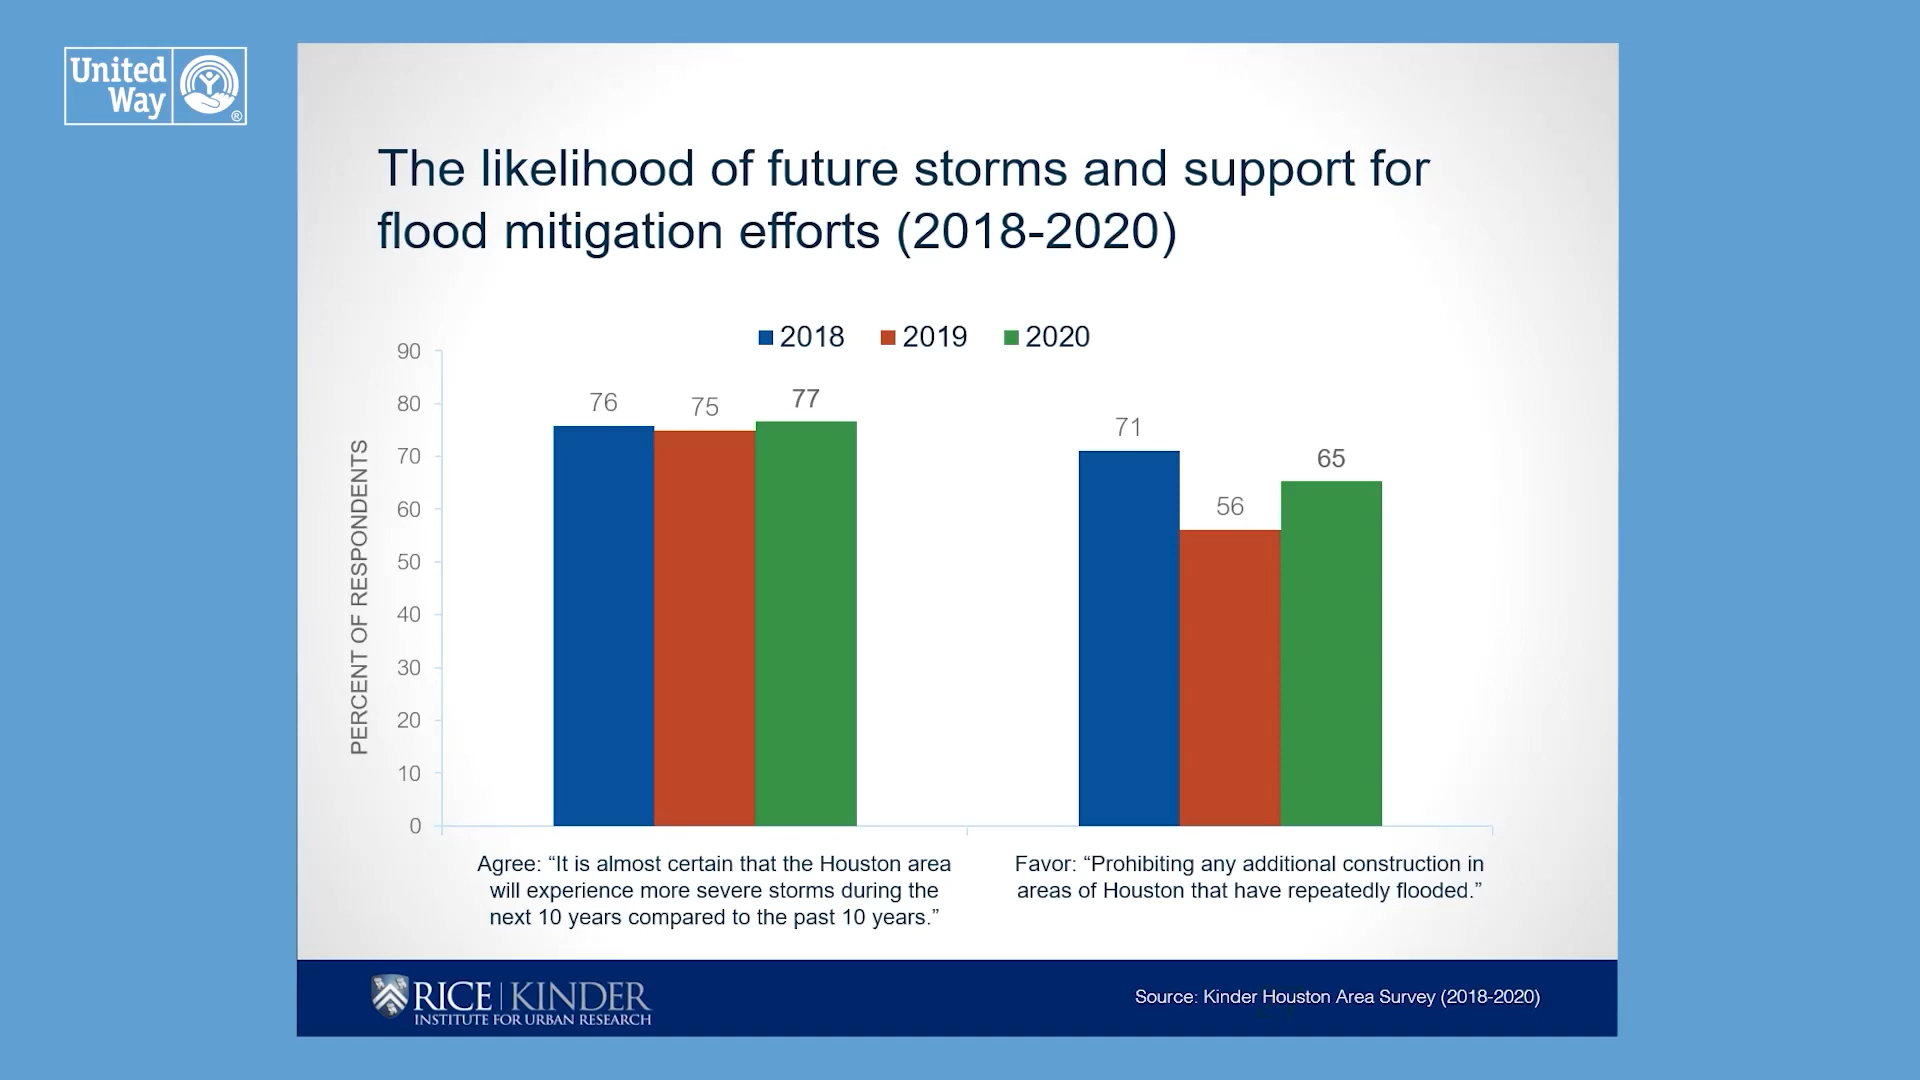 United
Way
®
The likelihood of future storms and support for
flood mitigation efforts (2018-2020)
2018 2019 2020
PERCENT OF RESPONDENTS
90
80
70
60
50
40
30
20
10
0
76 75 77
71 56 65
Agree: “It is almost certain that the Houston area
will experience more severe storms during the
next 10 years compared to the past 10 years.”
Favor: “Prohibiting any additional construction in
areas of Houston that have repeatedly flooded.”
RICE | KINDER
INSTITUTE FOR URBAN RESEARCH
Source: Kinder Houston Area Survey (2018-2020)